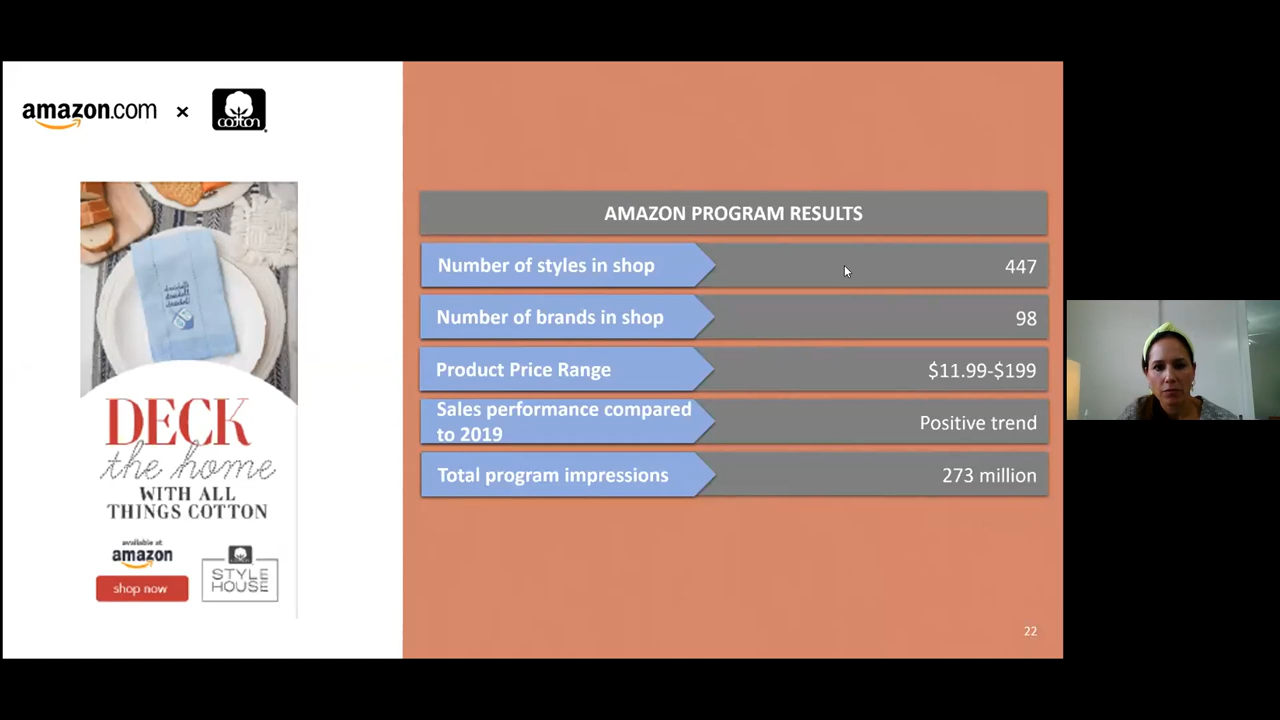 amazon.com × cotton
DECK
the home
WITH ALL
THINGS COTTON
available at
amazon
shop now
STYLE
HOUSE
AMAZON PROGRAM RESULTS
Number of styles in shop 447
Number of brands in shop 98
Product Price Range $11.99-$199
Sales performance compared
to 2019 Positive trend
Total program impressions 273 million
22